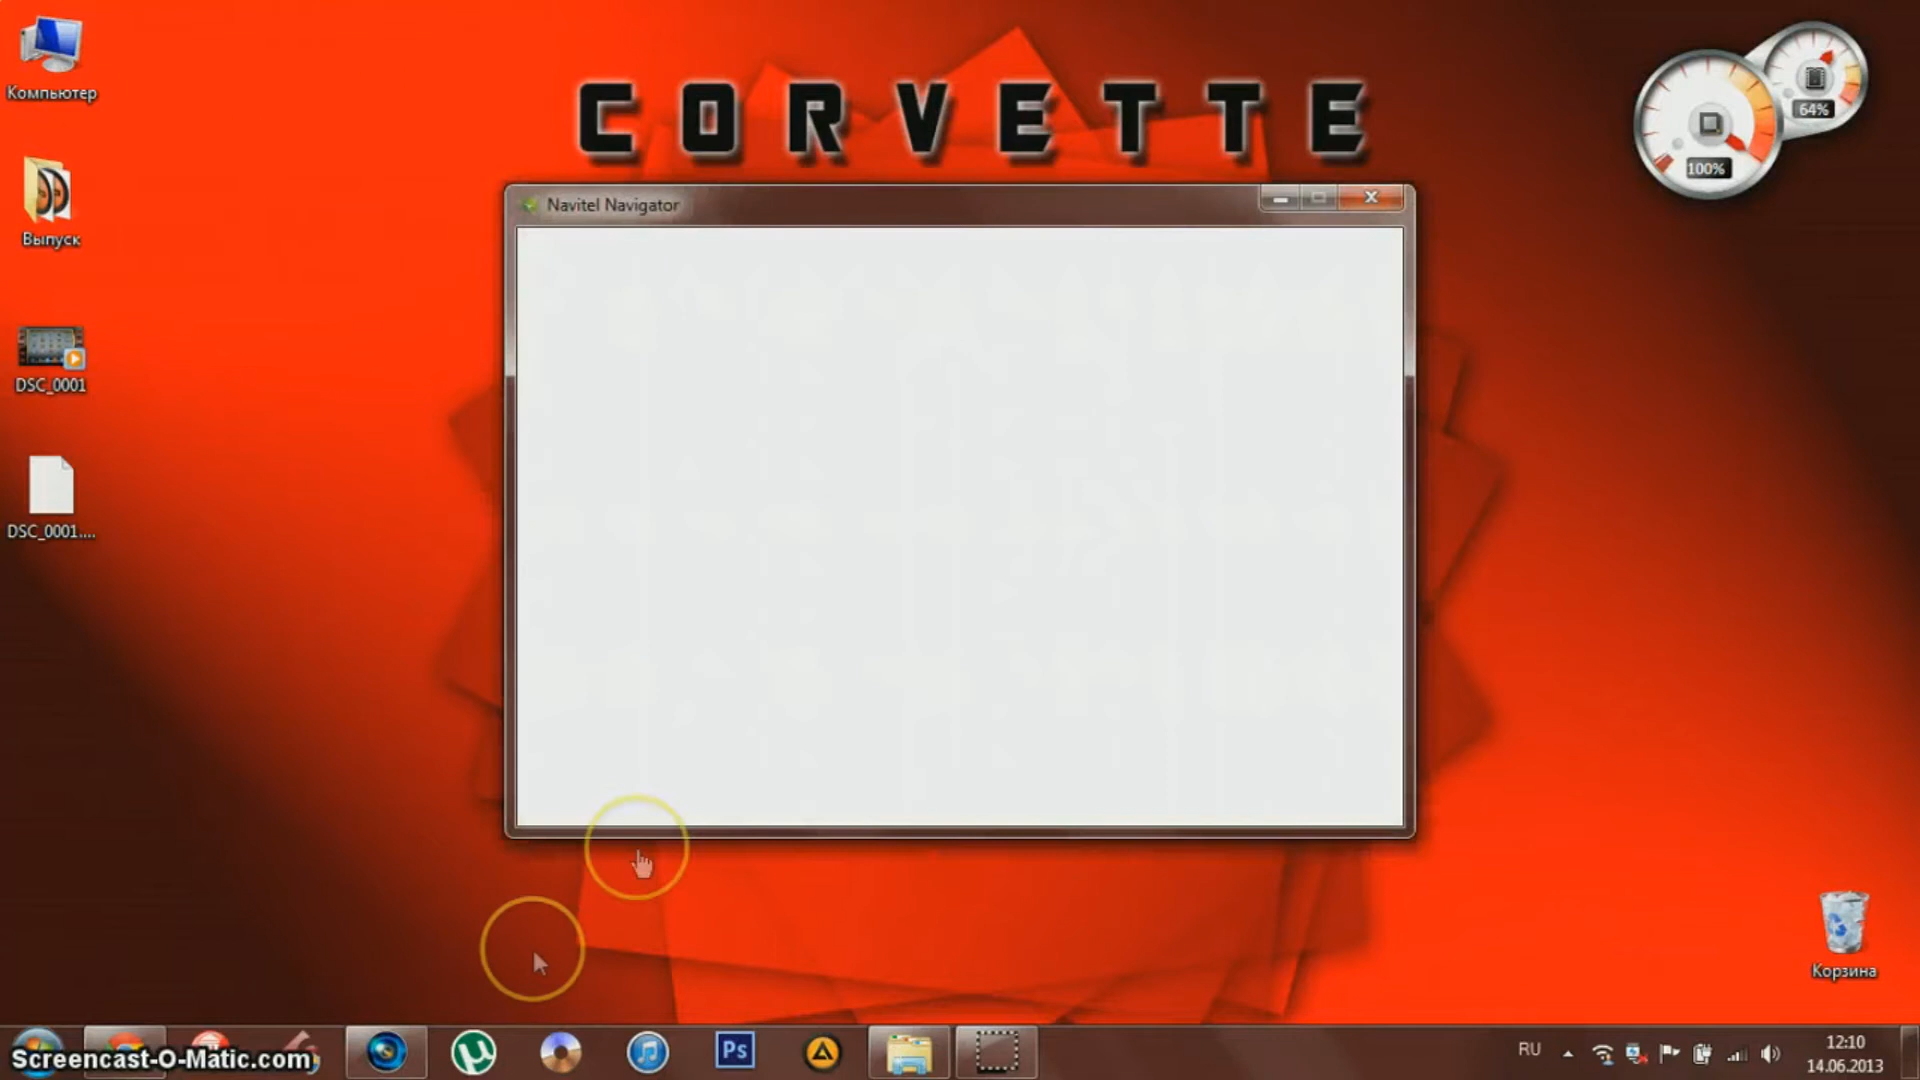 Компьютер
CORVETTE
64%
100%
Navitel Navigator
Выпуск
DSC_0001
DSC_0001....
Корзина
Screencast-O-Matic.com
Ps
RU
12:10
14.06.2013